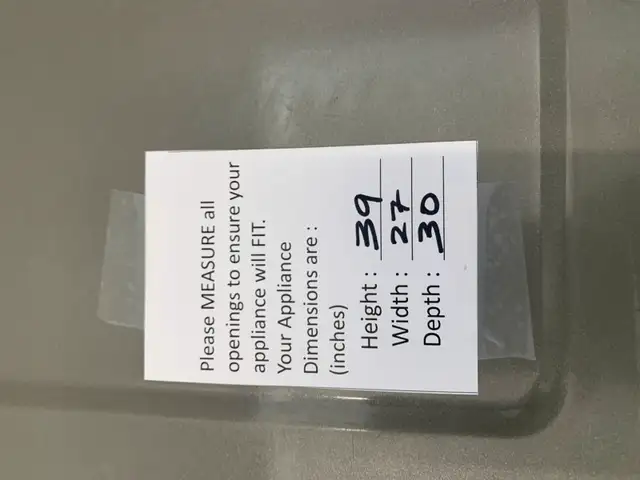 Please MEASURE all
openings to ensure your
appliance will FIT.
Your Appliance
Dimensions are :
(inches)
Height : 39
Width : 27
Depth : 30